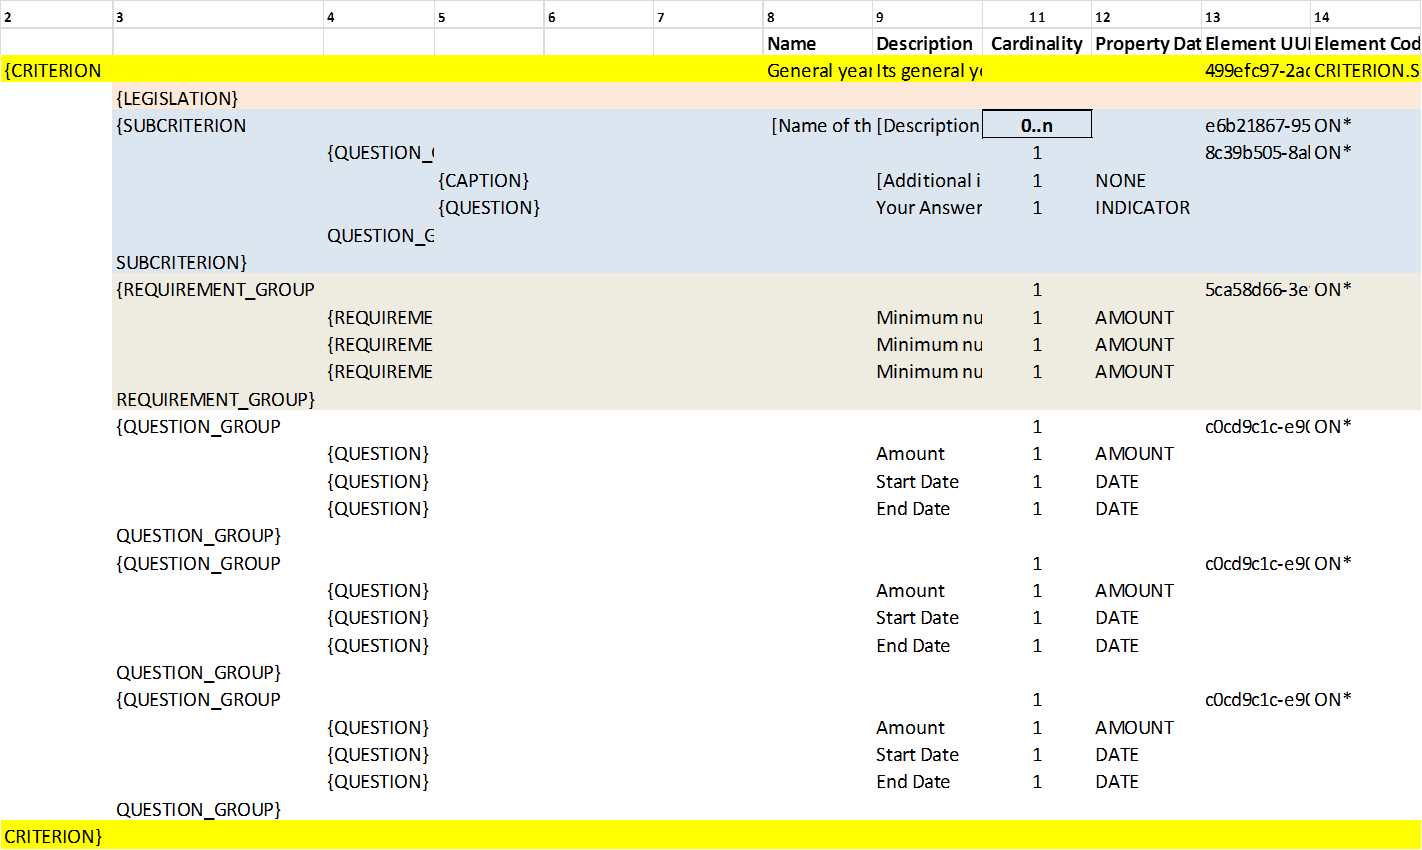 2 3 4 5 6 7 8 9 11 12 13 14
Name Description Cardinality Property Dat Element UUI Element Cod
{CRITERION General year Its general ye 499efc97-2ac CRITERION.S
{LEGISLATION}
{SUBCRITERION [Name of th [Description 0..n e6b21867-95 ON*
{QUESTION_G 1 8c39b505-8al ON*
{CAPTION} [Additional i 1 NONE
{QUESTION} Your Answer 1 INDICATOR
QUESTION_G
SUBCRITERION}
{REQUIREMENT_GROUP 1 5ca58d66-3e ON*
{REQUIREME Minimum nu 1 AMOUNT
{REQUIREME Minimum nu 1 AMOUNT
{REQUIREME Minimum nu 1 AMOUNT
REQUIREMENT_GROUP}
{QUESTION_GROUP 1 c0cd9c1c-e90 ON*
{QUESTION} Amount 1 AMOUNT
{QUESTION} Start Date 1 DATE
{QUESTION} End Date 1 DATE
QUESTION_GROUP}
{QUESTION_GROUP 1 c0cd9c1c-e90 ON*
{QUESTION} Amount 1 AMOUNT
{QUESTION} Start Date 1 DATE
{QUESTION} End Date 1 DATE
QUESTION_GROUP}
{QUESTION_GROUP 1 c0cd9c1c-e90 ON*
{QUESTION} Amount 1 AMOUNT
{QUESTION} Start Date 1 DATE
{QUESTION} End Date 1 DATE
QUESTION_GROUP}
CRITERION}